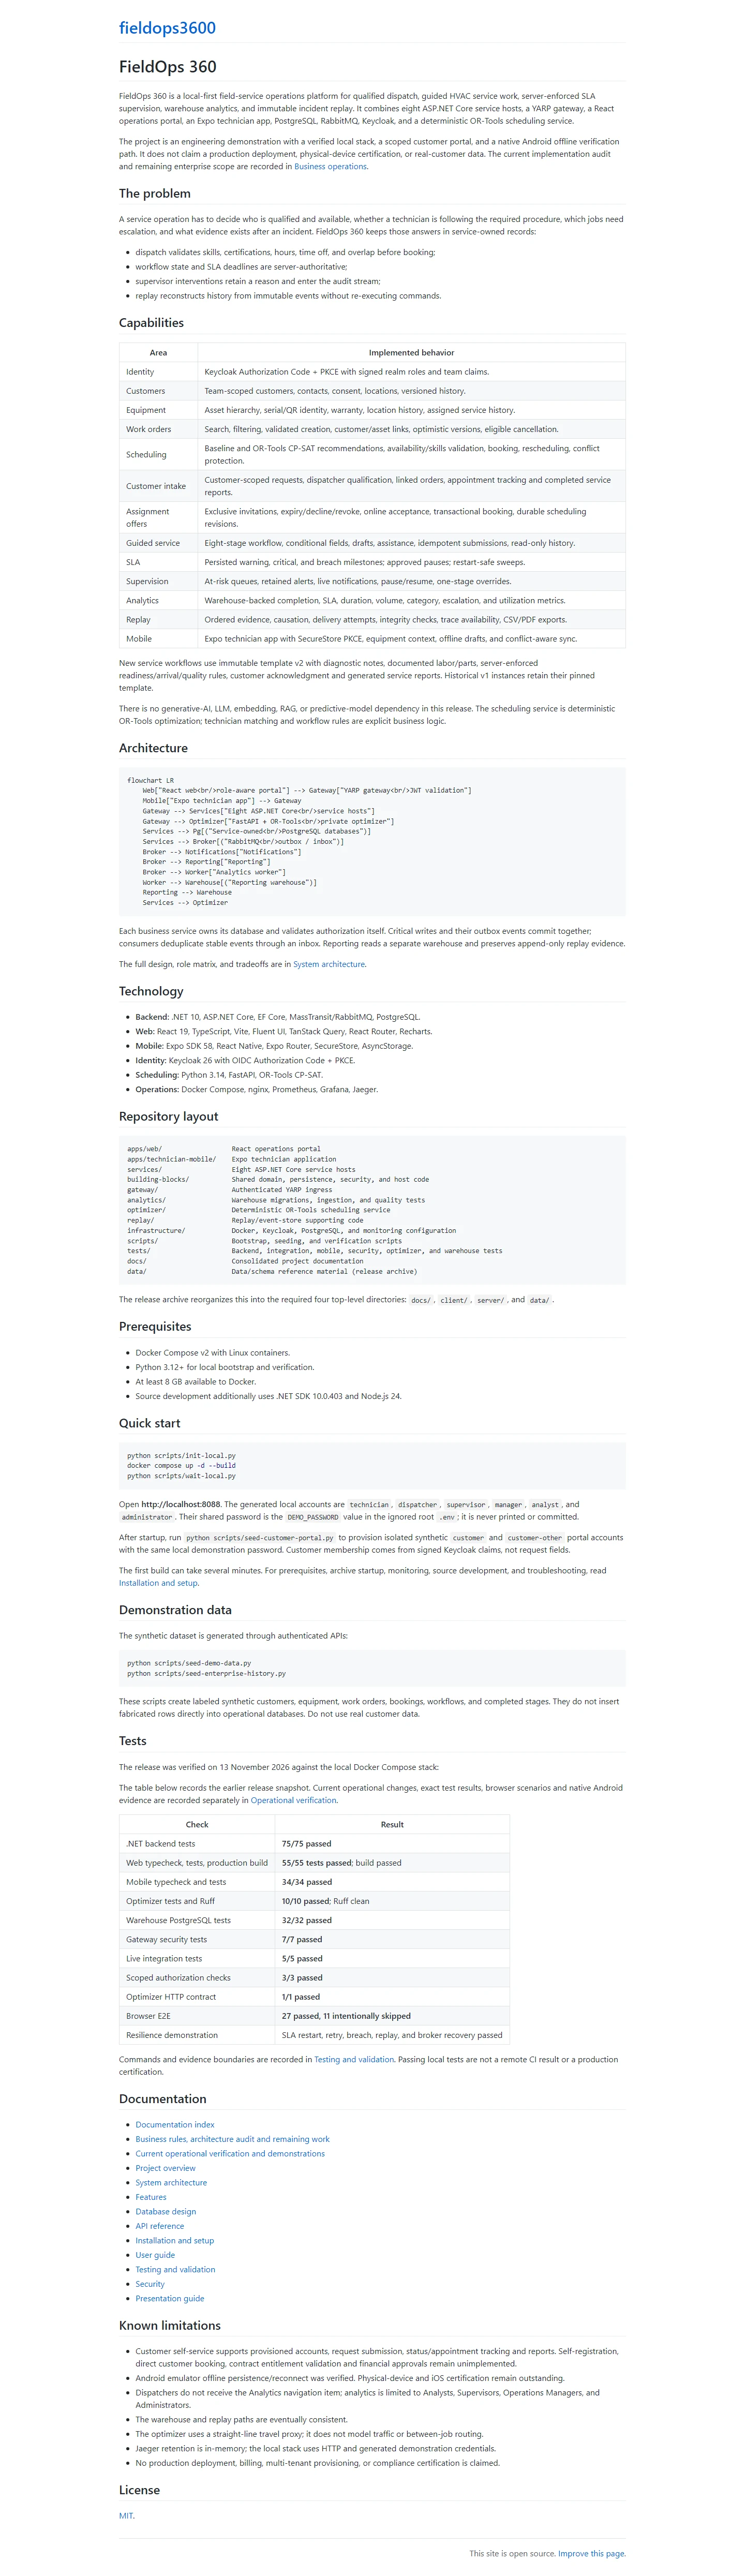 fieldops3600
FieldOps 360
FieldOps 360 is a local-first field-service operations platform for qualified dispatch, guided HVAC service work, server-enforced SLA
supervision, warehouse analytics, and immutable incident replay. It combines eight ASP.NET Core service hosts, a YARP gateway, a React
operations portal, an Expo technician app, PostgreSQL, RabbitMQ, Keycloak, and a deterministic OR-Tools scheduling service.
The project is an engineering demonstration with a verified local stack, a scoped customer portal, and a native Android offline verification
path. It does not claim a production deployment, physical-device certification, or real-customer data. The current implementation audit
and remaining enterprise scope are recorded in Business operations.
The problem
A service operation has to decide who is qualified and available, whether a technician is following the required procedure, which jobs need
escalation, and what evidence exists after an incident. FieldOps 360 keeps those answers in service-owned records:
• dispatch validates skills, certifications, hours, time off, and overlap before booking;
• workflow state and SLA deadlines are server-authoritative;
• supervisor interventions retain a reason and enter the audit stream;
• replay reconstructs history from immutable events without re-executing commands.
Capabilities
Area Implemented behavior
Identity Keycloak Authorization Code + PKCE with signed realm roles and team claims.
Customers Team-scoped customers, contacts, consent, locations, versioned history.
Equipment Asset hierarchy, serial/QR identity, warranty, location history, assigned service history.
Work orders Search, filtering, validated creation, customer/asset links, optimistic versions, eligible cancellation.
Scheduling Baseline and OR-Tools CP-SAT recommendations, availability/skills validation, booking, rescheduling, conflict
protection.
Customer intake Customer-scoped requests, dispatcher qualification, linked orders, appointment tracking and completed service
reports.
Assignment
offers Exclusive invitations, expiry/decline/revoke, online acceptance, transactional booking, durable scheduling
revisions.
Guided service Eight-stage workflow, conditional fields, drafts, assistance, idempotent submissions, read-only history.
SLA Persisted warning, critical, and breach milestones; approved pauses; restart-safe sweeps.
Supervision At-risk queues, retained alerts, live notifications, pause/resume, one-stage overrides.
Analytics Warehouse-backed completion, SLA, duration, volume, category, escalation, and utilization metrics.
Replay Ordered evidence, causation, delivery attempts, integrity checks, trace availability, CSV/PDF exports.
Mobile Expo technician app with SecureStore PKCE, equipment context, offline drafts, and conflict-aware sync.
New service workflows use immutable template v2 with diagnostic notes, documented labor/parts, server-enforced
readiness/arrival/quality rules, customer acknowledgment and generated service reports. Historical v1 instances retain their pinned
template.
There is no generative-AI, LLM, embedding, RAG, or predictive-model dependency in this release. The scheduling service is deterministic
OR-Tools optimization; technician matching and workflow rules are explicit business logic.
Architecture
flowchart LR
Web["React web<br/>role-aware portal"] --> Gateway["YARP gateway<br/>JWT validation"]
Mobile["Expo technician app"] --> Gateway
Gateway --> Services["Eight ASP.NET Core<br/>service hosts"]
Gateway --> Optimizer["FastAPI + OR-Tools<br/>private optimizer"]
Services --> Pg[("Service-owned<br/>PostgreSQL databases")]
Services --> Broker[("RabbitMQ<br/>outbox / inbox")]
Broker --> Notifications["Notifications"]
Broker --> Reporting["Reporting"]
Broker --> Worker["Analytics worker"]
Worker --> Warehouse[("Reporting warehouse")]
Reporting --> Warehouse
Services --> Optimizer
Each business service owns its database and validates authorization itself. Critical writes and their outbox events commit together;
consumers deduplicate stable events through an inbox. Reporting reads a separate warehouse and preserves append-only replay evidence.
The full design, role matrix, and tradeoffs are in System architecture.
Technology
• Backend: .NET 10, ASP.NET Core, EF Core, MassTransit/RabbitMQ, PostgreSQL.
• Web: React 19, TypeScript, Vite, Fluent UI, TanStack Query, React Router, Recharts.
• Mobile: Expo SDK 58, React Native, Expo Router, SecureStore, AsyncStorage.
• Identity: Keycloak 26 with OIDC Authorization Code + PKCE.
• Scheduling: Python 3.14, FastAPI, OR-Tools CP-SAT.
• Operations: Docker Compose, nginx, Prometheus, Grafana, Jaeger.
Repository layout
apps/web/ React operations portal
apps/technician-mobile/ Expo technician application
services/ Eight ASP.NET Core service hosts
building-blocks/ Shared domain, persistence, security, and host code
gateway/ Authenticated YARP ingress
analytics/ Warehouse migrations, ingestion, and quality tests
optimizer/ Deterministic OR-Tools scheduling service
replay/ Replay/event-store supporting code
infrastructure/ Docker, Keycloak, PostgreSQL, and monitoring configuration
scripts/ Bootstrap, seeding, and verification scripts
tests/ Backend, integration, mobile, security, optimizer, and warehouse tests
docs/ Consolidated project documentation
data/ Data/schema reference material (release archive)
The release archive reorganizes this into the required four top-level directories: docs/, client/, server/, and data/.
Prerequisites
• Docker Compose v2 with Linux containers.
• Python 3.12+ for local bootstrap and verification.
• At least 8 GB available to Docker.
• Source development additionally uses .NET SDK 10.0.403 and Node.js 24.
Quick start
python scripts/init-local.py
docker compose up -d --build
python scripts/wait-local.py
Open http://localhost:8088. The generated local accounts are technician, dispatcher, supervisor, manager, analyst, and
administrator. Their shared password is the DEMO_PASSWORD value in the ignored root .env; it is never printed or committed.
After startup, run python scripts/seed-customer-portal.py to provision isolated synthetic customer and customer-other portal accounts
with the same local demonstration password. Customer membership comes from signed Keycloak claims, not request fields.
The first build can take several minutes. For prerequisites, archive startup, monitoring, source development, and troubleshooting, read
Installation and setup.
Demonstration data
The synthetic dataset is generated through authenticated APIs:
python scripts/seed-demo-data.py
python scripts/seed-enterprise-history.py
These scripts create labeled synthetic customers, equipment, work orders, bookings, workflows, and completed stages. They do not insert
fabricated rows directly into operational databases. Do not use real customer data.
Tests
The release was verified on 13 November 2026 against the local Docker Compose stack:
The table below records the earlier release snapshot. Current operational changes, exact test results, browser scenarios and native Android
evidence are recorded separately in Operational verification.
Check Result
.NET backend tests 75/75 passed
Web typecheck, tests, production build 55/55 tests passed; build passed
Mobile typecheck and tests 34/34 passed
Optimizer tests and Ruff 10/10 passed; Ruff clean
Warehouse PostgreSQL tests 32/32 passed
Gateway security tests 7/7 passed
Live integration tests 5/5 passed
Scoped authorization checks 3/3 passed
Optimizer HTTP contract 1/1 passed
Browser E2E 27 passed, 11 intentionally skipped
Resilience demonstration SLA restart, retry, breach, replay, and broker recovery passed
Commands and evidence boundaries are recorded in Testing and validation. Passing local tests are not a remote CI result or a production
certification.
Documentation
• Documentation index
• Business rules, architecture audit and remaining work
• Current operational verification and demonstrations
• Project overview
• System architecture
• Features
• Database design
• API reference
• Installation and setup
• User guide
• Testing and validation
• Security
• Presentation guide
Known limitations
• Customer self-service supports provisioned accounts, request submission, status/appointment tracking and reports. Self-registration,
direct customer booking, contract entitlement validation and financial approvals remain unimplemented.
• Android emulator offline persistence/reconnect was verified. Physical-device and iOS certification remain outstanding.
• Dispatchers do not receive the Analytics navigation item; analytics is limited to Analysts, Supervisors, Operations Managers, and
Administrators.
• The warehouse and replay paths are eventually consistent.
• The optimizer uses a straight-line travel proxy; it does not model traffic or between-job routing.
• Jaeger retention is in-memory; the local stack uses HTTP and generated demonstration credentials.
• No production deployment, billing, multi-tenant provisioning, or compliance certification is claimed.
License
MIT.
This site is open source. Improve this page.